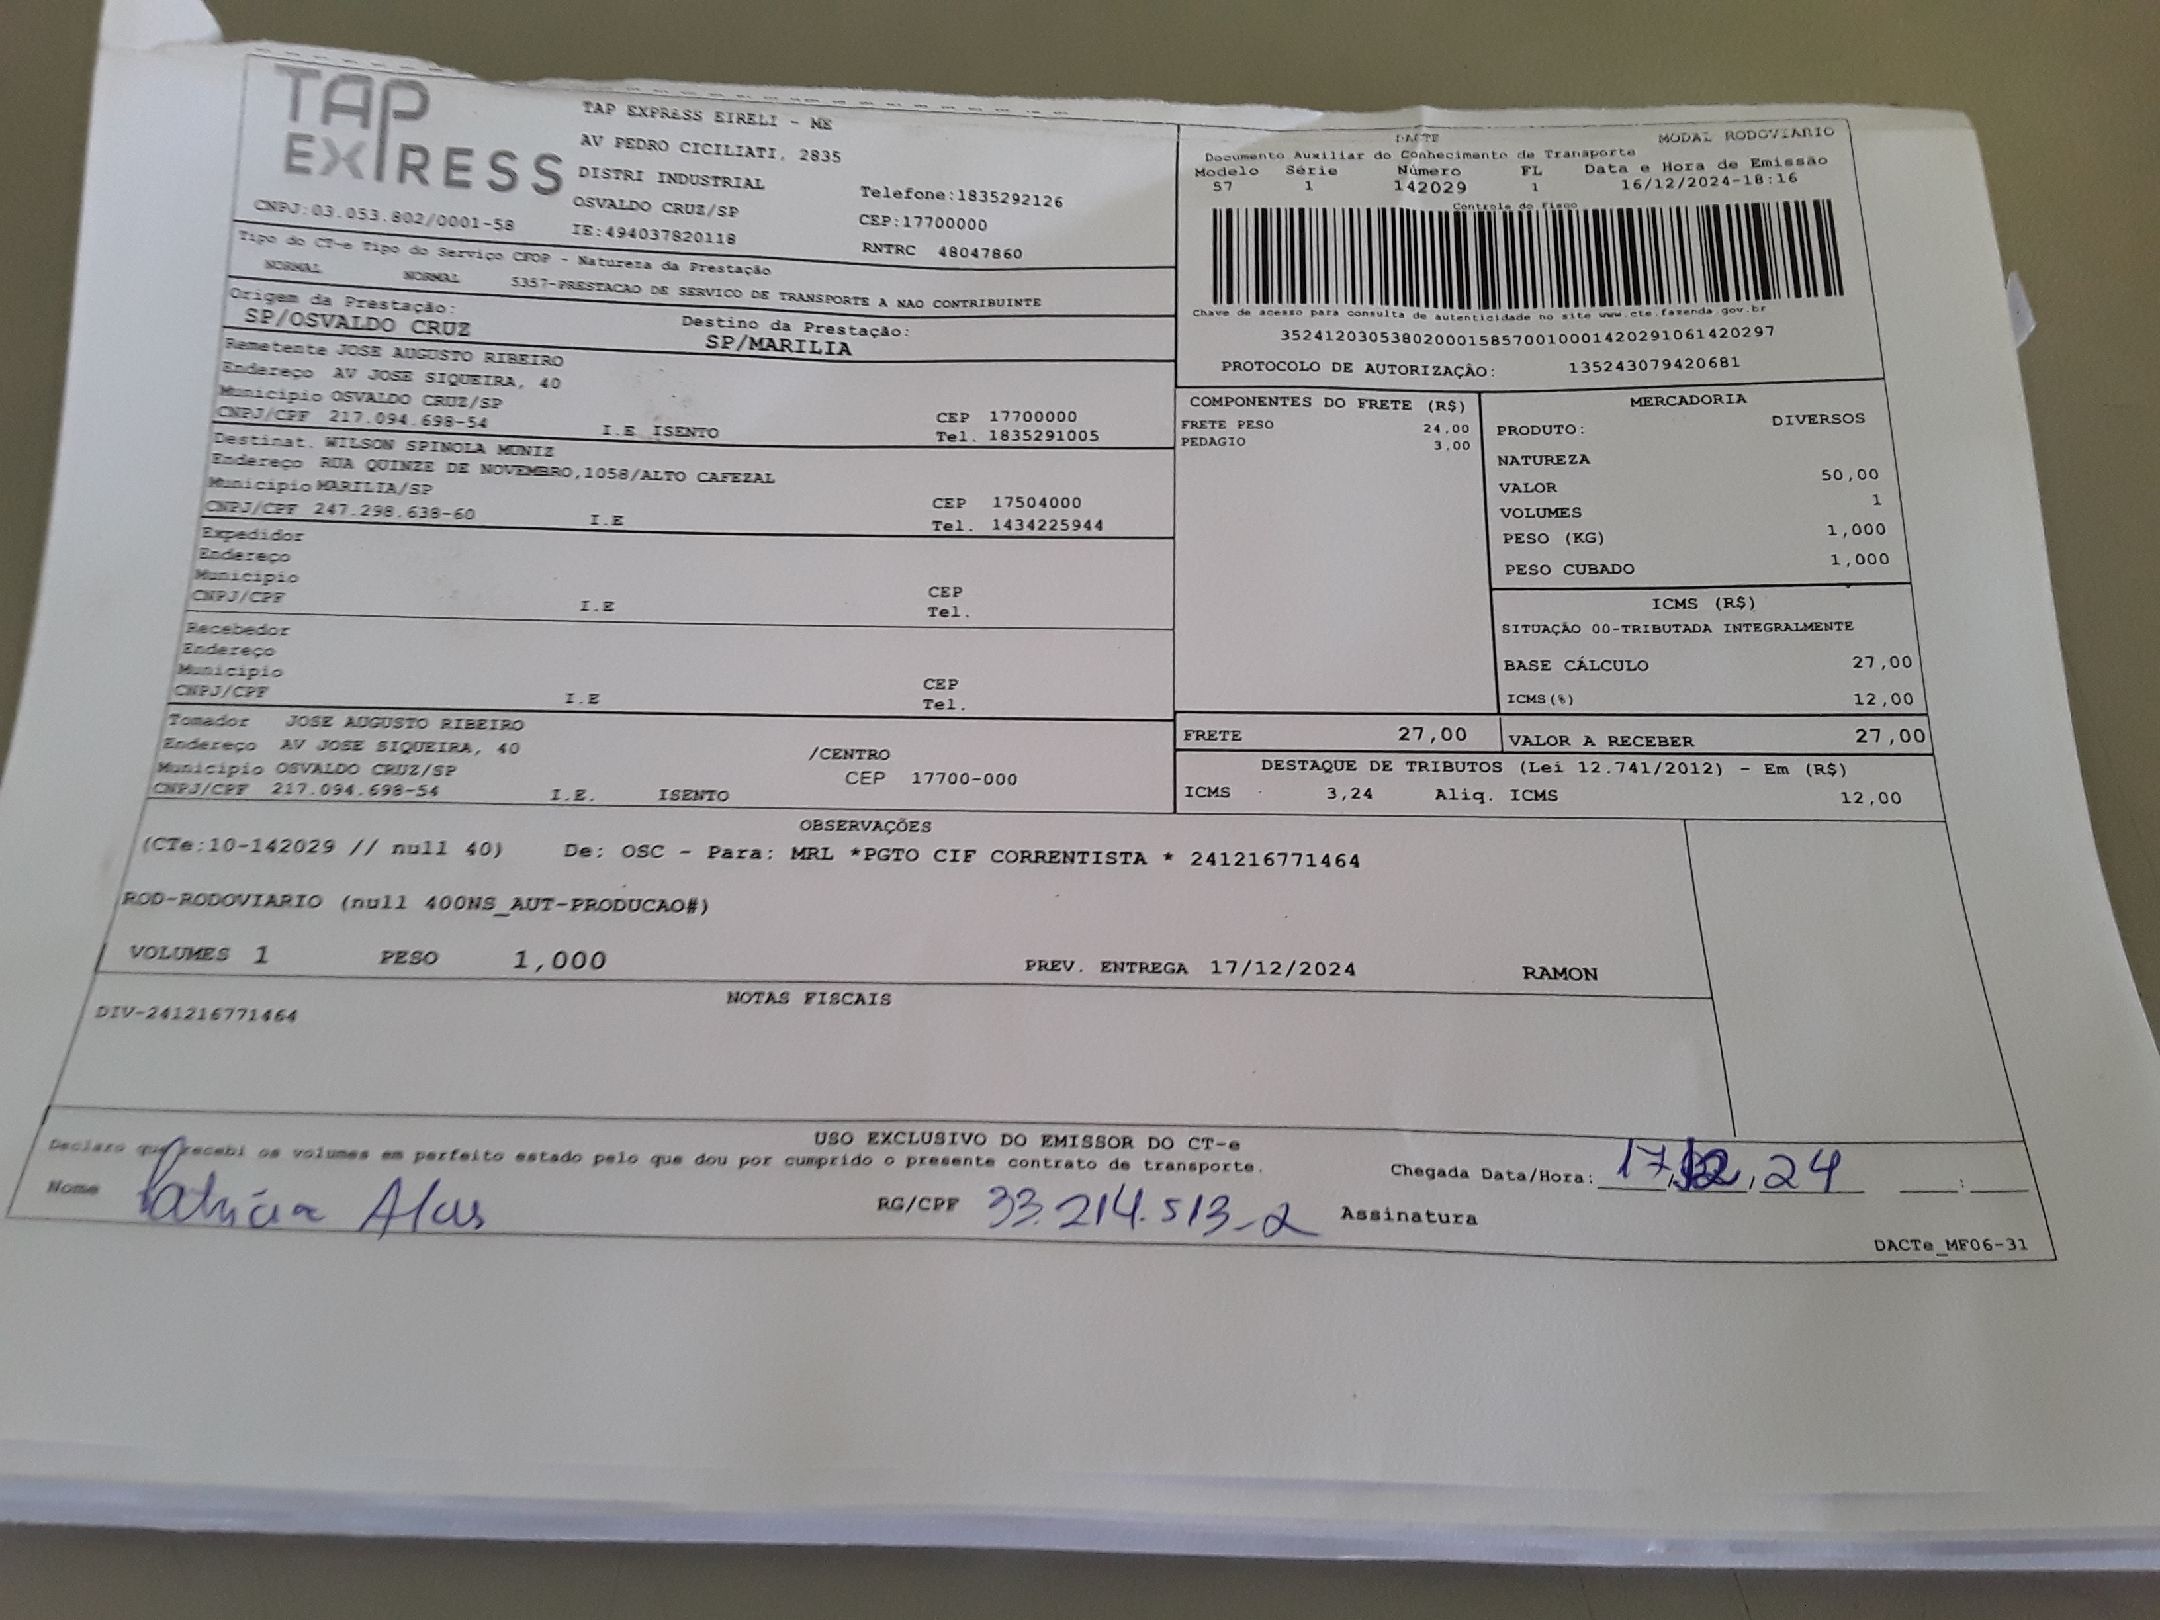 TAP
EXPRESS
TAP EXPRESS EIRELI - ME
AV PEDRO CICILIATI, 2835
DISTRI INDUSTRIAL
OSVALDO CRUZ/SP
IE:494037820118
Telefone:1835292126
CEP:17700000
RNTRC 48047860
CNPJ:03.053.802/0001-58
Tipo do CT-e Tipo do Serviço CFOP - Natureza da Prestação
NORMAL NORMAL 5357-PRESTACAO DE SERVICO DE TRANSPORTE A NAO CONTRIBUINTE
Origem da Prestação: Destino da Prestação:
SP/OSVALDO CRUZ SP/MARILIA
DACTE MODAL RODOVIARIO
Documento Auxiliar do Conhecimento de Transporte
Modelo Série Número FL Data e Hora de Emissão
57 1 142029 1 16/12/2024-18:16
Controle do Fisco
Chave de acesso para consulta de autenticidade no site www.cte.fazenda.gov.br
35241203053802000158570010001420291061420297
PROTOCOLO DE AUTORIZAÇÃO: 135243079420681
Remetente JOSE AUGUSTO RIBEIRO
Endereço AV JOSE SIQUEIRA, 40
Município OSVALDO CRUZ/SP CEP 17700000
CNPJ/CPF 217.094.698-54 I.E ISENTO Tel. 1835291005
Destinat. WILSON SPINOLA MUNIZ
Endereço RUA QUINZE DE NOVEMBRO,1058/ALTO CAFEZAL
Município MARILIA/SP CEP 17504000
CNPJ/CPF 247.298.638-60 I.E Tel. 1434225944
Expedidor
Endereço
Município CEP
CNPJ/CPF I.E Tel.
Recebedor
Endereço
Município CEP
CNPJ/CPF I.E Tel.
Tomador JOSE AUGUSTO RIBEIRO
Endereço AV JOSE SIQUEIRA, 40 /CENTRO
Município OSVALDO CRUZ/SP CEP 17700-000
CNPJ/CPF 217.094.698-54 I.E. ISENTO
COMPONENTES DO FRETE (R$)
FRETE PESO 24,00
PEDAGIO 3,00
MERCADORIA
PRODUTO: DIVERSOS
NATUREZA
VALOR 50,00
VOLUMES 1
PESO (KG) 1,000
PESO CUBADO 1,000
ICMS (R$)
SITUAÇÃO 00-TRIBUTADA INTEGRALMENTE
BASE CÁLCULO 27,00
ICMS(%) 12,00
FRETE 27,00 VALOR A RECEBER 27,00
DESTAQUE DE TRIBUTOS (Lei 12.741/2012) - Em (R$)
ICMS 3,24 Aliq. ICMS 12,00
OBSERVAÇÕES
(CTe:10-142029 // null 40) De: OSC - Para: MRL *PGTO CIF CORRENTISTA * 241216771464
ROD-RODOVIARIO (null 400NS_AUT-PRODUCAO#)
VOLUMES 1 PESO 1,000 PREV. ENTREGA 17/12/2024 RAMON
NOTAS FISCAIS
DIV-241216771464
USO EXCLUSIVO DO EMISSOR DO CT-e
Declaro que recebi os volumes em perfeito estado pelo que dou por cumprido o presente contrato de transporte.
Chegada Data/Hora: 17,12,24 :
Nome Patrícia RG/CPF 33.214.513-2 Assinatura
DACTe_MF06-31